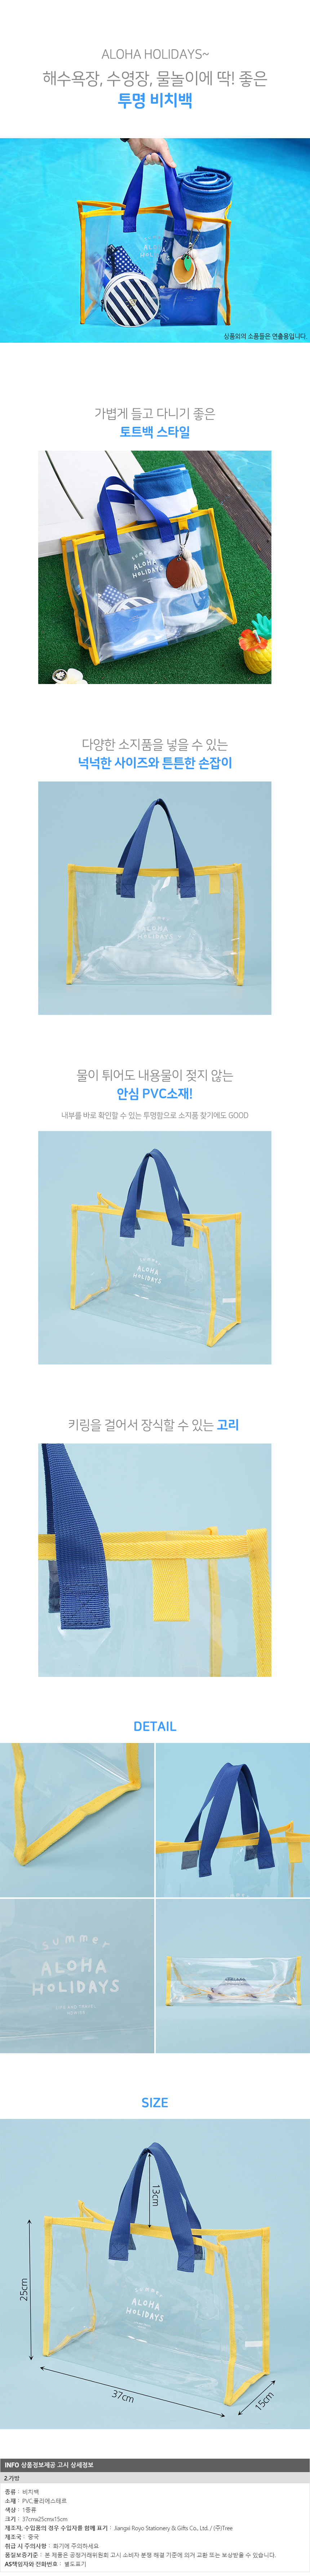 ALOHA HOLIDAYS~
해수욕장, 수영장, 물놀이에 딱! 좋은
투명 비치백
ALOHA
HOLIDAYS
상품외의 소품들은 연출용입니다.
가볍게 들고 다니기 좋은
토트백 스타일
summer
ALOHA
HOLIDAYS
다양한 소지품을 넣을 수 있는
넉넉한 사이즈와 튼튼한 손잡이
ALOHA
HOLIDAYS
물이 튀어도 내용물이 젖지 않는
안심 PVC소재!
내부를 바로 확인할 수 있는 투명함으로 소지품 찾기에도 GOOD
summer
ALOHA
HOLIDAYS
키링을 걸어서 장식할 수 있는 고리
DETAIL
summer
ALOHA
HOLIDAYS
SIZE
13cm
25cm
summer
ALOHA
HOLIDAYS
37cm
15cm
INFO 상품정보제공 고시 상세정보
2.가방
종류 : 비치백
소재 : PVC,폴리에스테르
색상 : 1종류
크기 : 37cmx25cmx15cm
제조자, 수입품의 경우 수입자를 함께 표기 : Jiangxi Royo Stationery & Gifts Co, Ltd. / (주)Tree
제조국 : 중국
취급 시 주의사항 : 화기에 주의하세요
품질보증기준 : 본 제품은 공정거래위원회 고시 소비자 분쟁 해결 기준에 의거 교환 또는 보상받을 수 있습니다.
AS책임자와 전화번호 : 별도표기